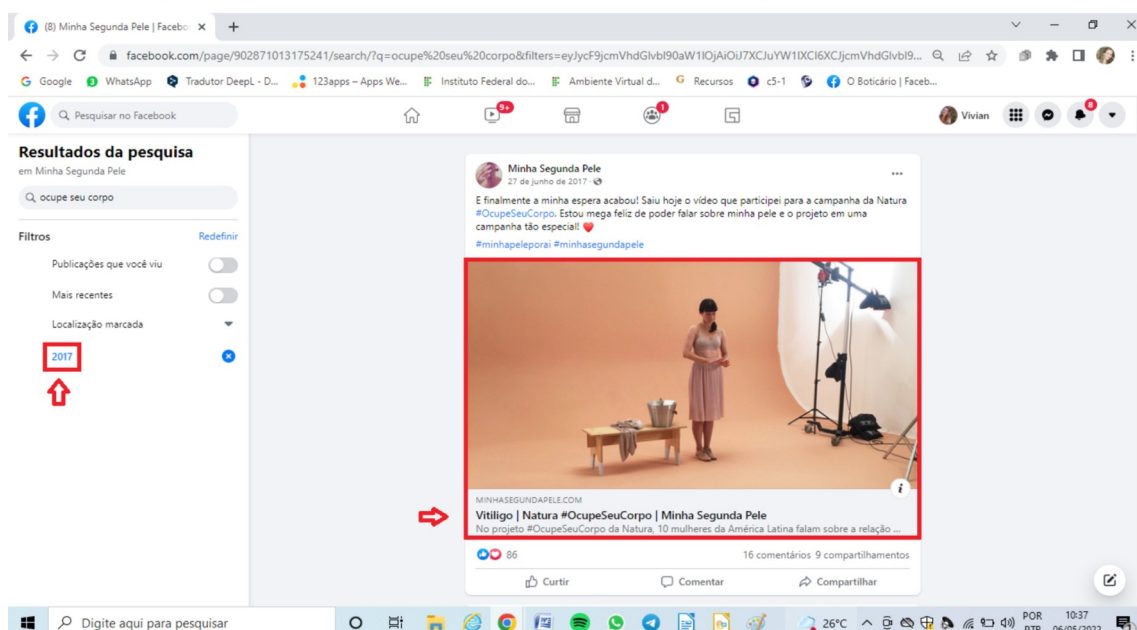 (8) Minha Segunda Pele | Facebo
facebook.com/page/902871013175241/search/?q=ocupe%20seu%20corpo&filters=eyJycF9jcmVhdGlvbl90aW1lOjAiOiJ7XCJuYW1lXCI6XCJjcmVhdGlvbl9...
Google WhatsApp Tradutor DeepL - D... 123apps – Apps We... Instituto Federal do... Ambiente Virtual d... Recursos c5-1 O Boticário | Faceb...
Pesquisar no Facebook
9+
1
Vivian
8
Resultados da pesquisa
em Minha Segunda Pele
ocupe seu corpo
Filtros Redefinir
Publicações que você viu
Mais recentes
Localização marcada
2017
Minha Segunda Pele
27 de junho de 2017
E finalmente a minha espera acabou! Saiu hoje o vídeo que participei para a campanha da Natura
#OcupeSeuCorpo. Estou mega feliz de poder falar sobre minha pele e o projeto em uma
campanha tão especial!
#minhapeleporai #minhasegundapele
MINHASEGUNDAPELE.COM
Vitiligo | Natura #OcupeSeuCorpo | Minha Segunda Pele
No projeto #OcupeSeuCorpo da Natura, 10 mulheres da América Latina falam sobre a relação ...
86 16 comentários 9 compartilhamentos
Curtir Comentar Compartilhar
Digite aqui para pesquisar
26°C
POR 10:37
PTB 06/05/2022